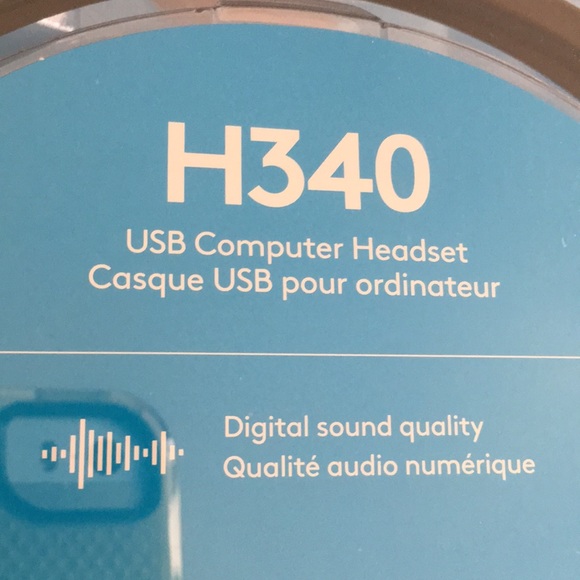 H340
USB Computer Headset
Casque USB pour ordinateur
Digital sound quality
Qualité audio numérique